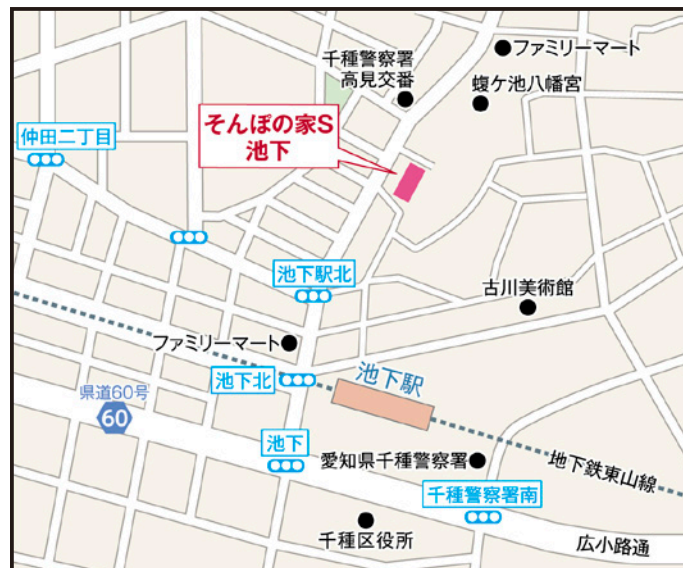 ファミリーマート
千種警察署
高見交番
蝮ケ池八幡宮
そんぽの家S
池下
仲田二丁目
池下駅北
古川美術館
ファミリーマート
池下北
池下駅
県道60号
60
池下
愛知県千種警察署
地下鉄東山線
千種警察署南
千種区役所
広小路通